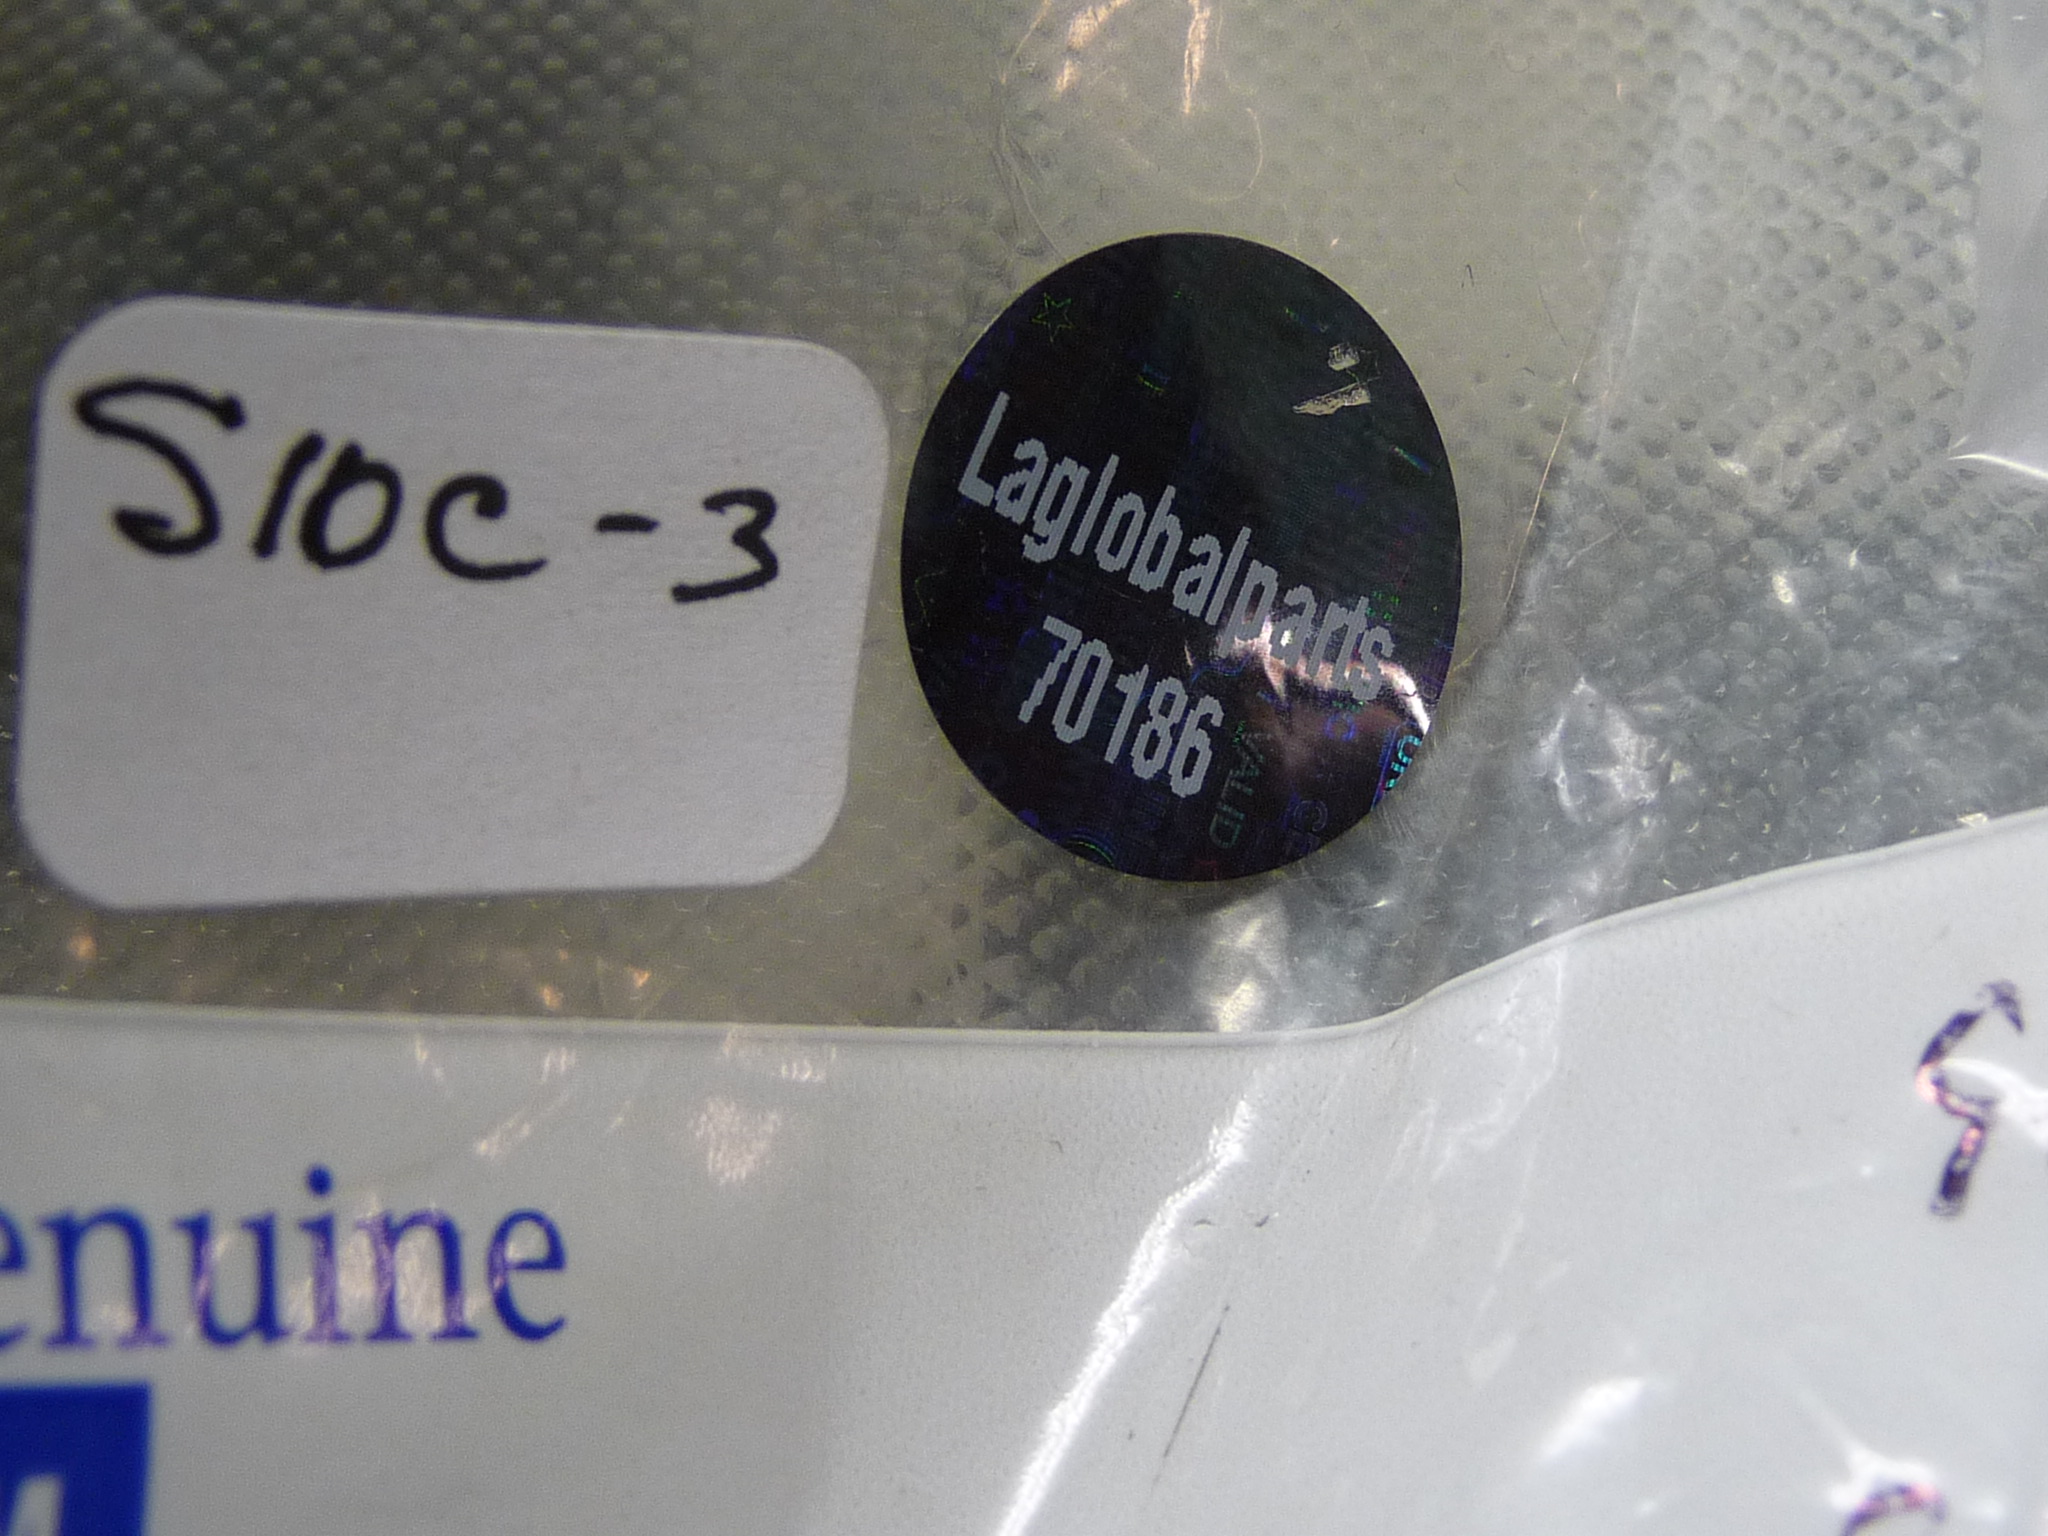 S10C-3
Laglobalparts
70186
VALID
enuine